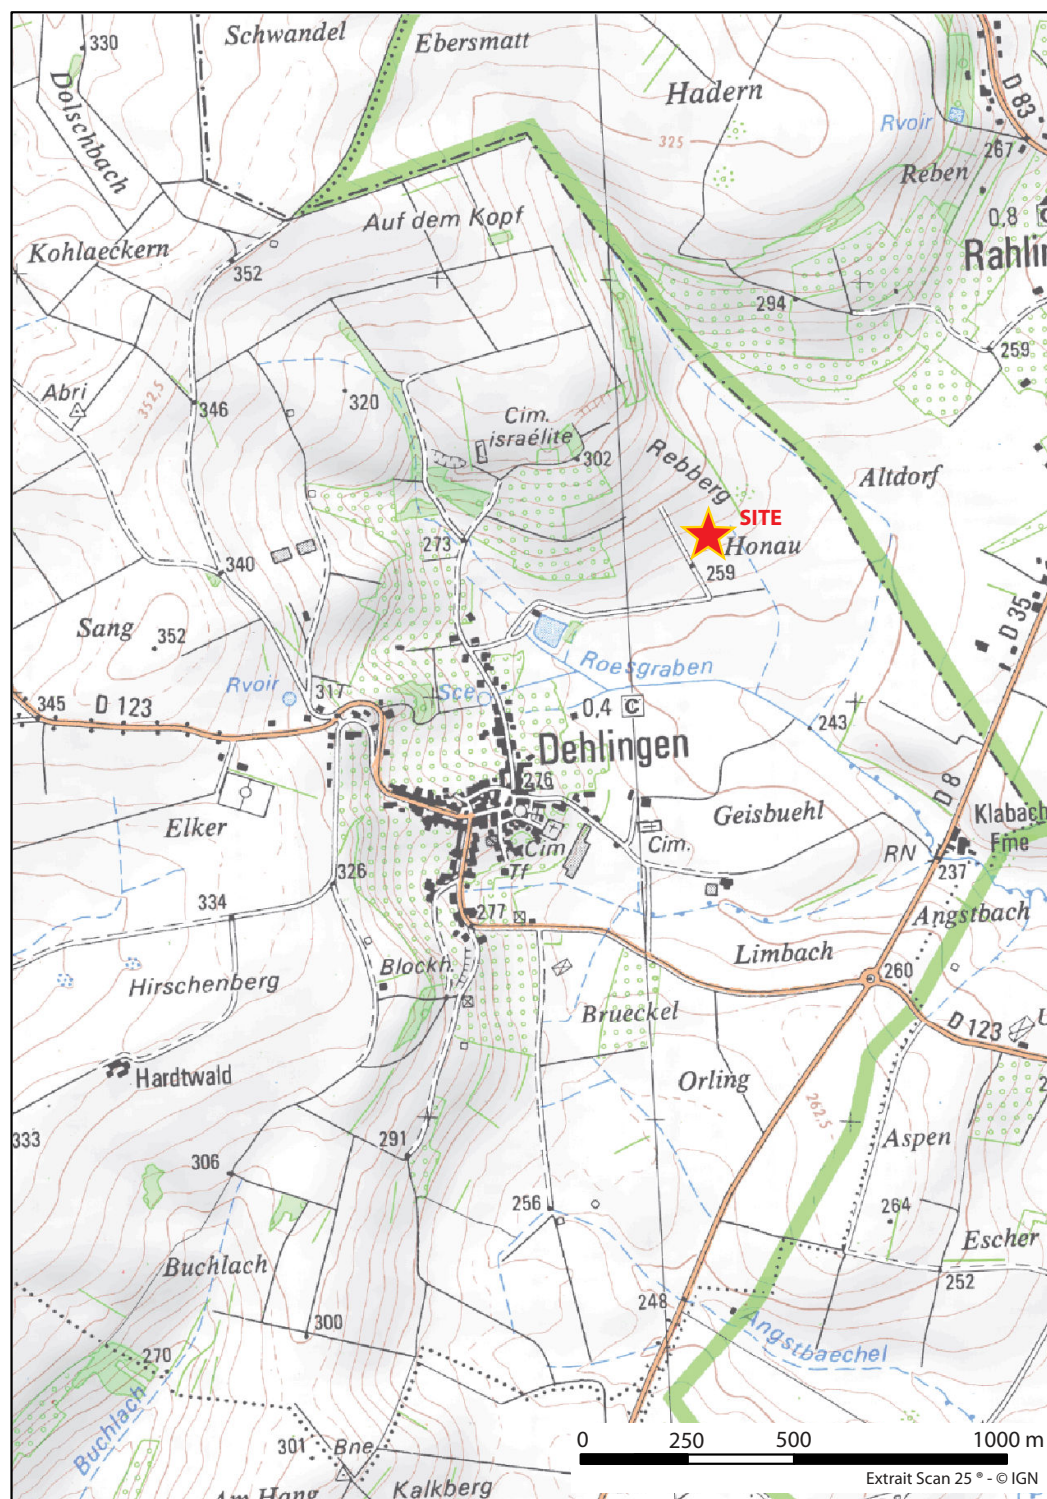 330
Schwandel
Ebersmatt
Hadern
D 83
Dolschbach
325
Rvoir
267
Reben
Auf dem Kopf
0,8
Kohlaeckern
352
294
259
352,5
Abri
346
320
Cim.
israélite
302
Rebberg
Altdorf
SITE
Honau
273
259
340
Sang
352
D 35
Roesgraben
Rvoir
317
Sce
345
D 123
0,4 C
243
Dehlingen
276
D 8
Geisbuehl
Klabach
Fme
Elker
Cim.
Cim.
Tf
RN
237
326
334
277
Angstbach
Limbach
260
Blockh.
Hirschenberg
Brueckel
D 123
Hardtwald
Orling
262,5
333
291
Aspen
306
256
264
Escher
Buchlach
252
248
300
Angstbaechel
270
Buchlach
301
Bne
0 250 500 1000 m
Kalkberg
Am Hang
Extrait Scan 25 ® - © IGN